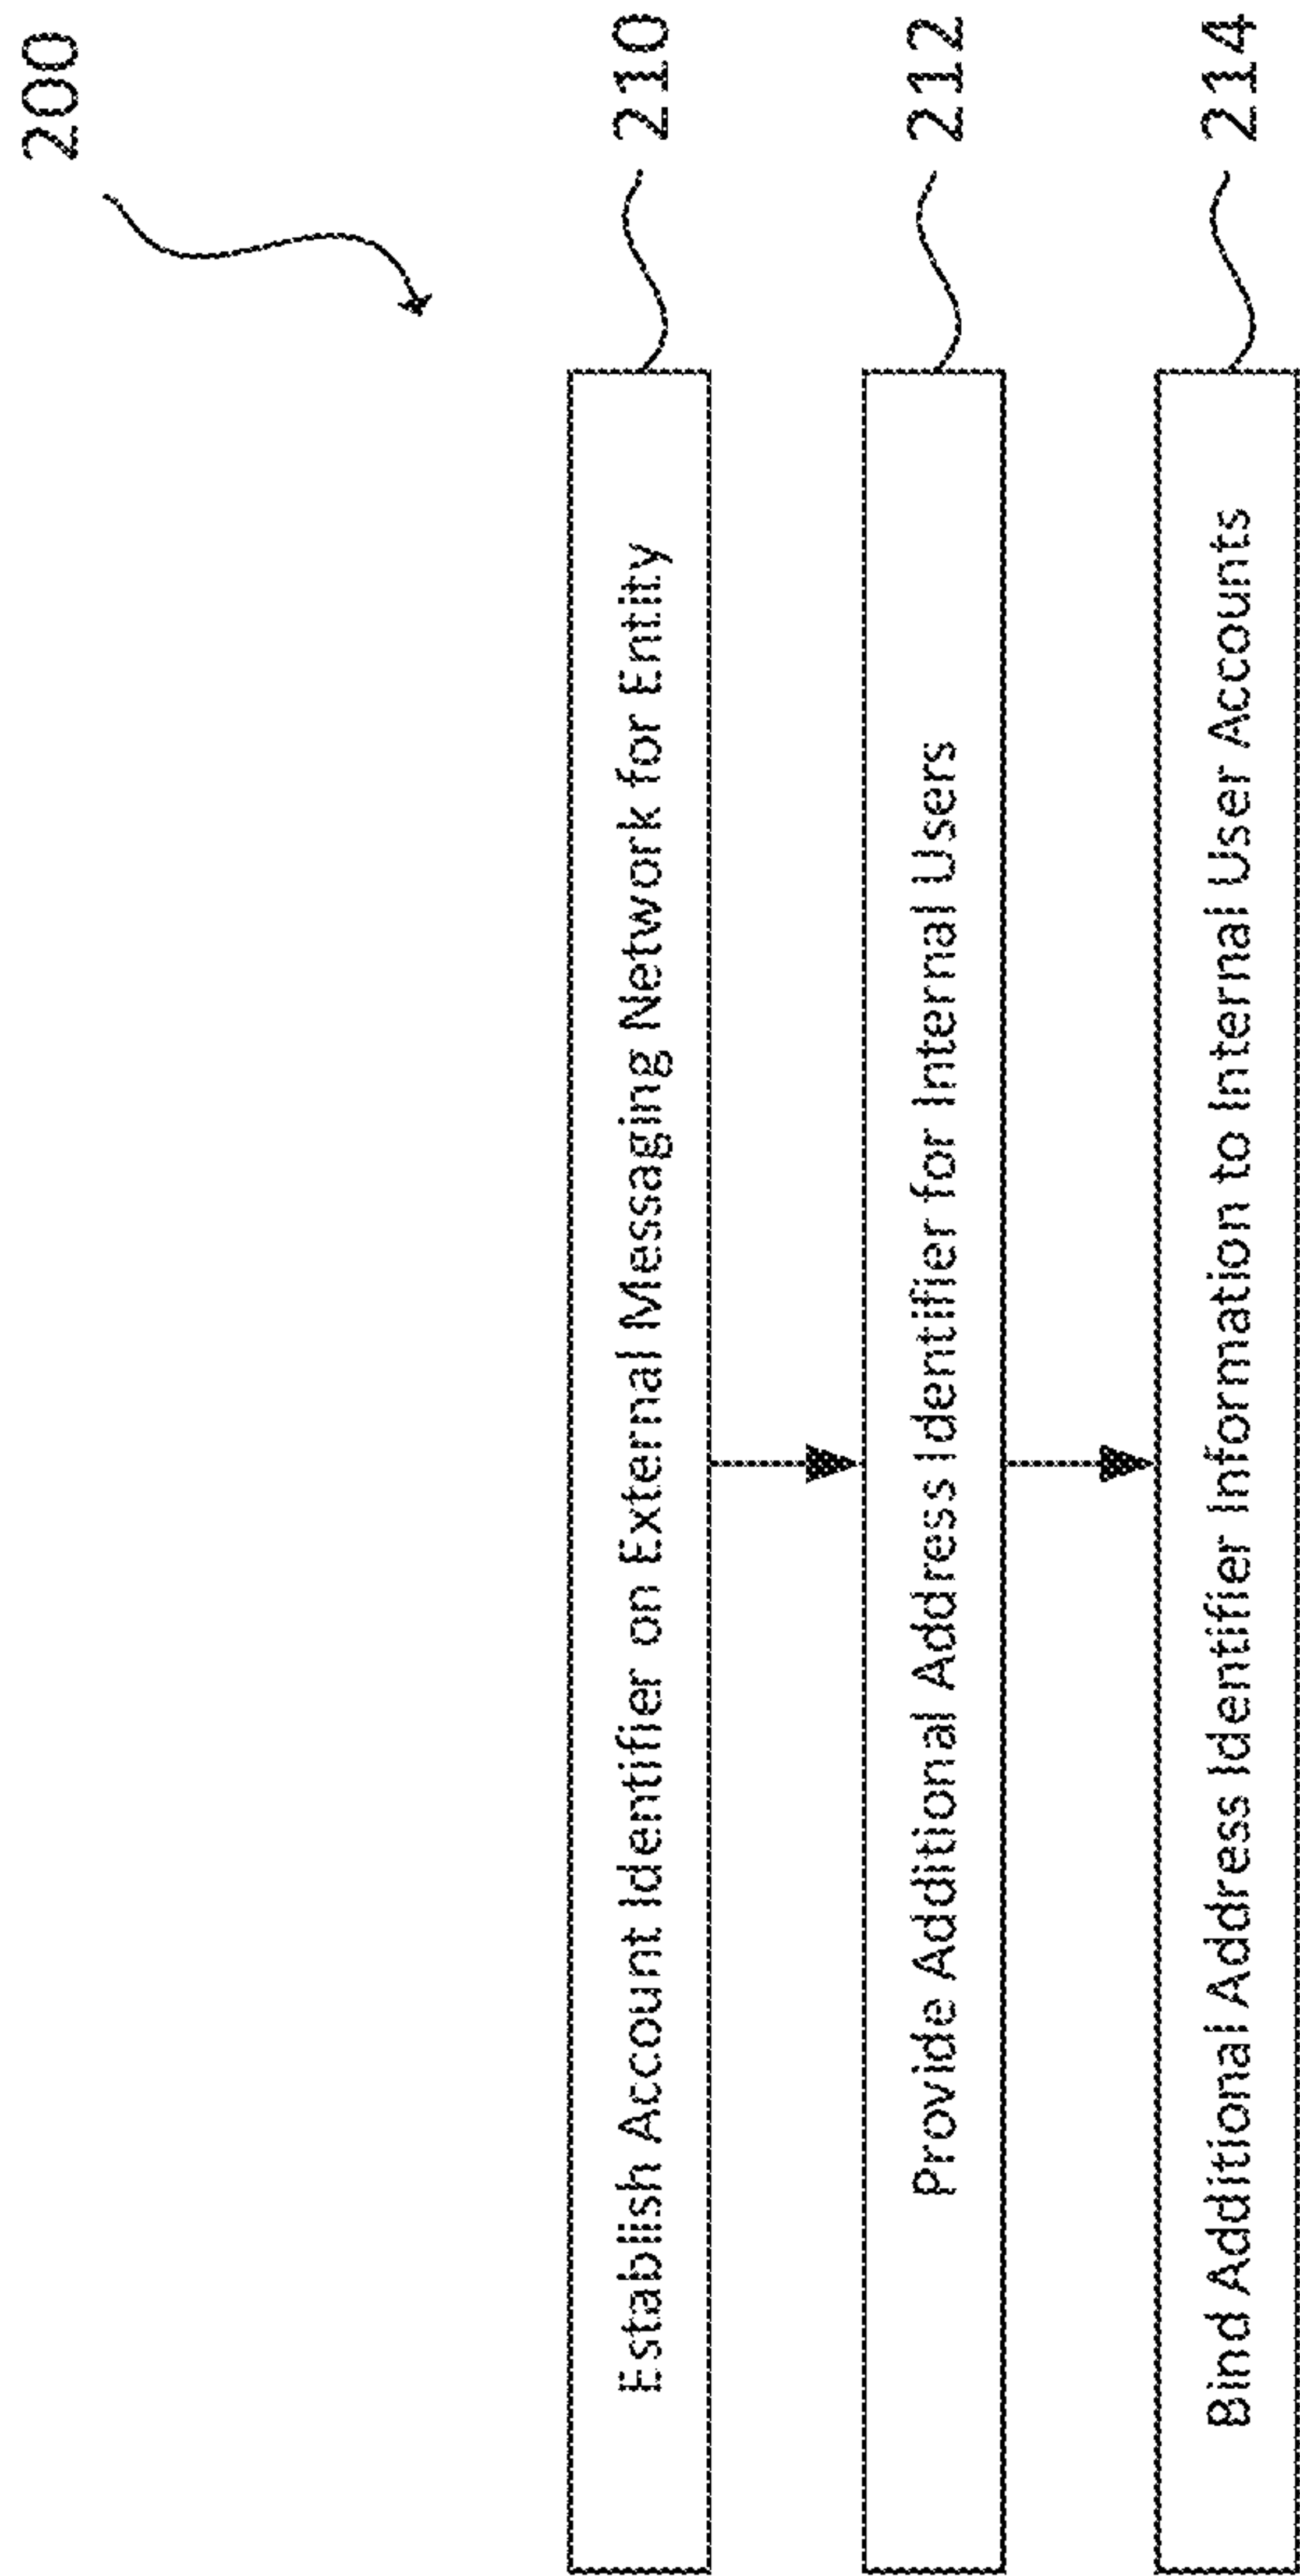 200
Establish Account Identifier on External Messaging Network for Entity
210
Provide Additional Address Identifier for Internal Users
212
Bind Additional Address Identifier Information to Internal User Accounts
214